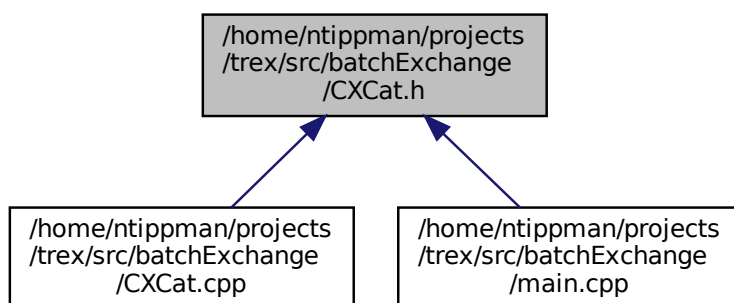 /home/ntippman/projects
/trex/src/batchExchange
/CXCat.h
/home/ntippman/projects
/trex/src/batchExchange
/CXCat.cpp
/home/ntippman/projects
/trex/src/batchExchange
/main.cpp